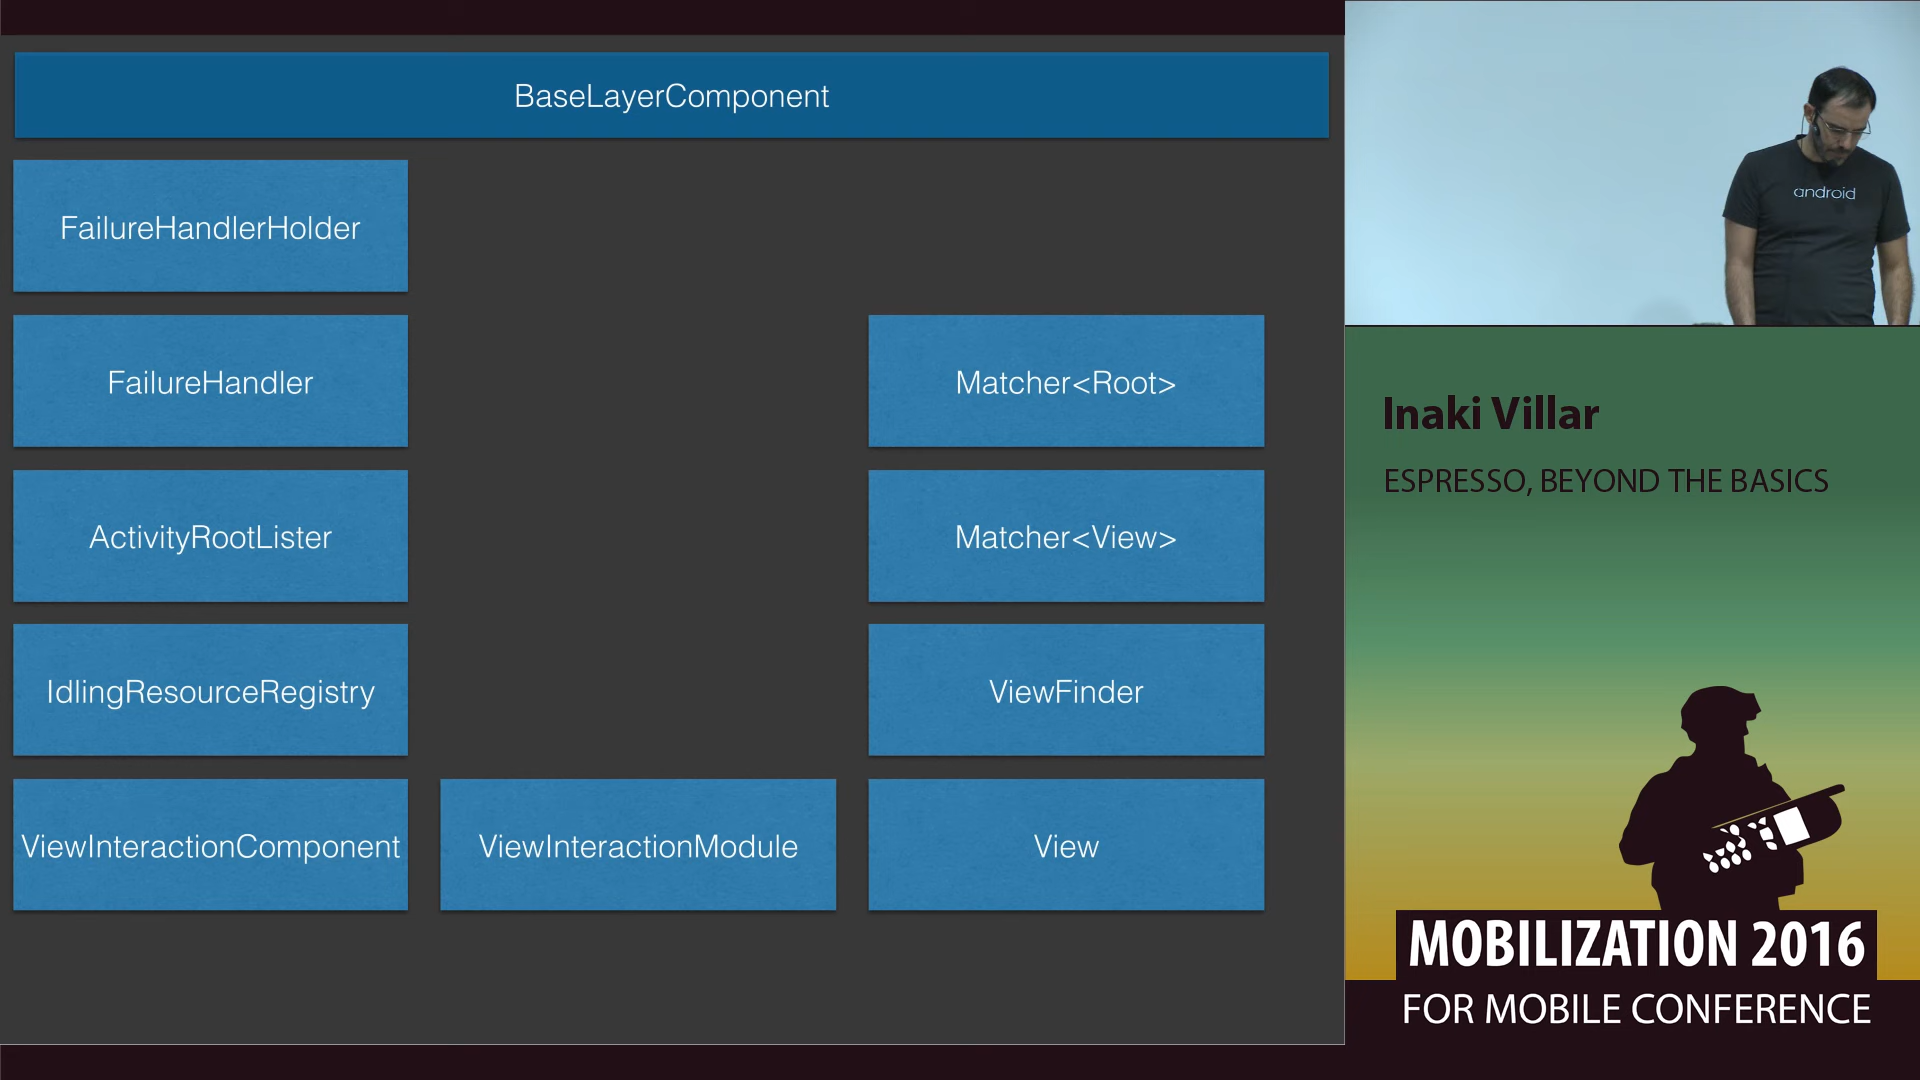 BaseLayerComponent
FailureHandlerHolder
FailureHandler
Matcher<Root>
ActivityRootLister
Matcher<View>
IdlingResourceRegistry
ViewFinder
ViewInteractionComponent
ViewInteractionModule
View
android
Inaki Villar
ESPRESSO, BEYOND THE BASICS
MOBILIZATION 2016
FOR MOBILE CONFERENCE